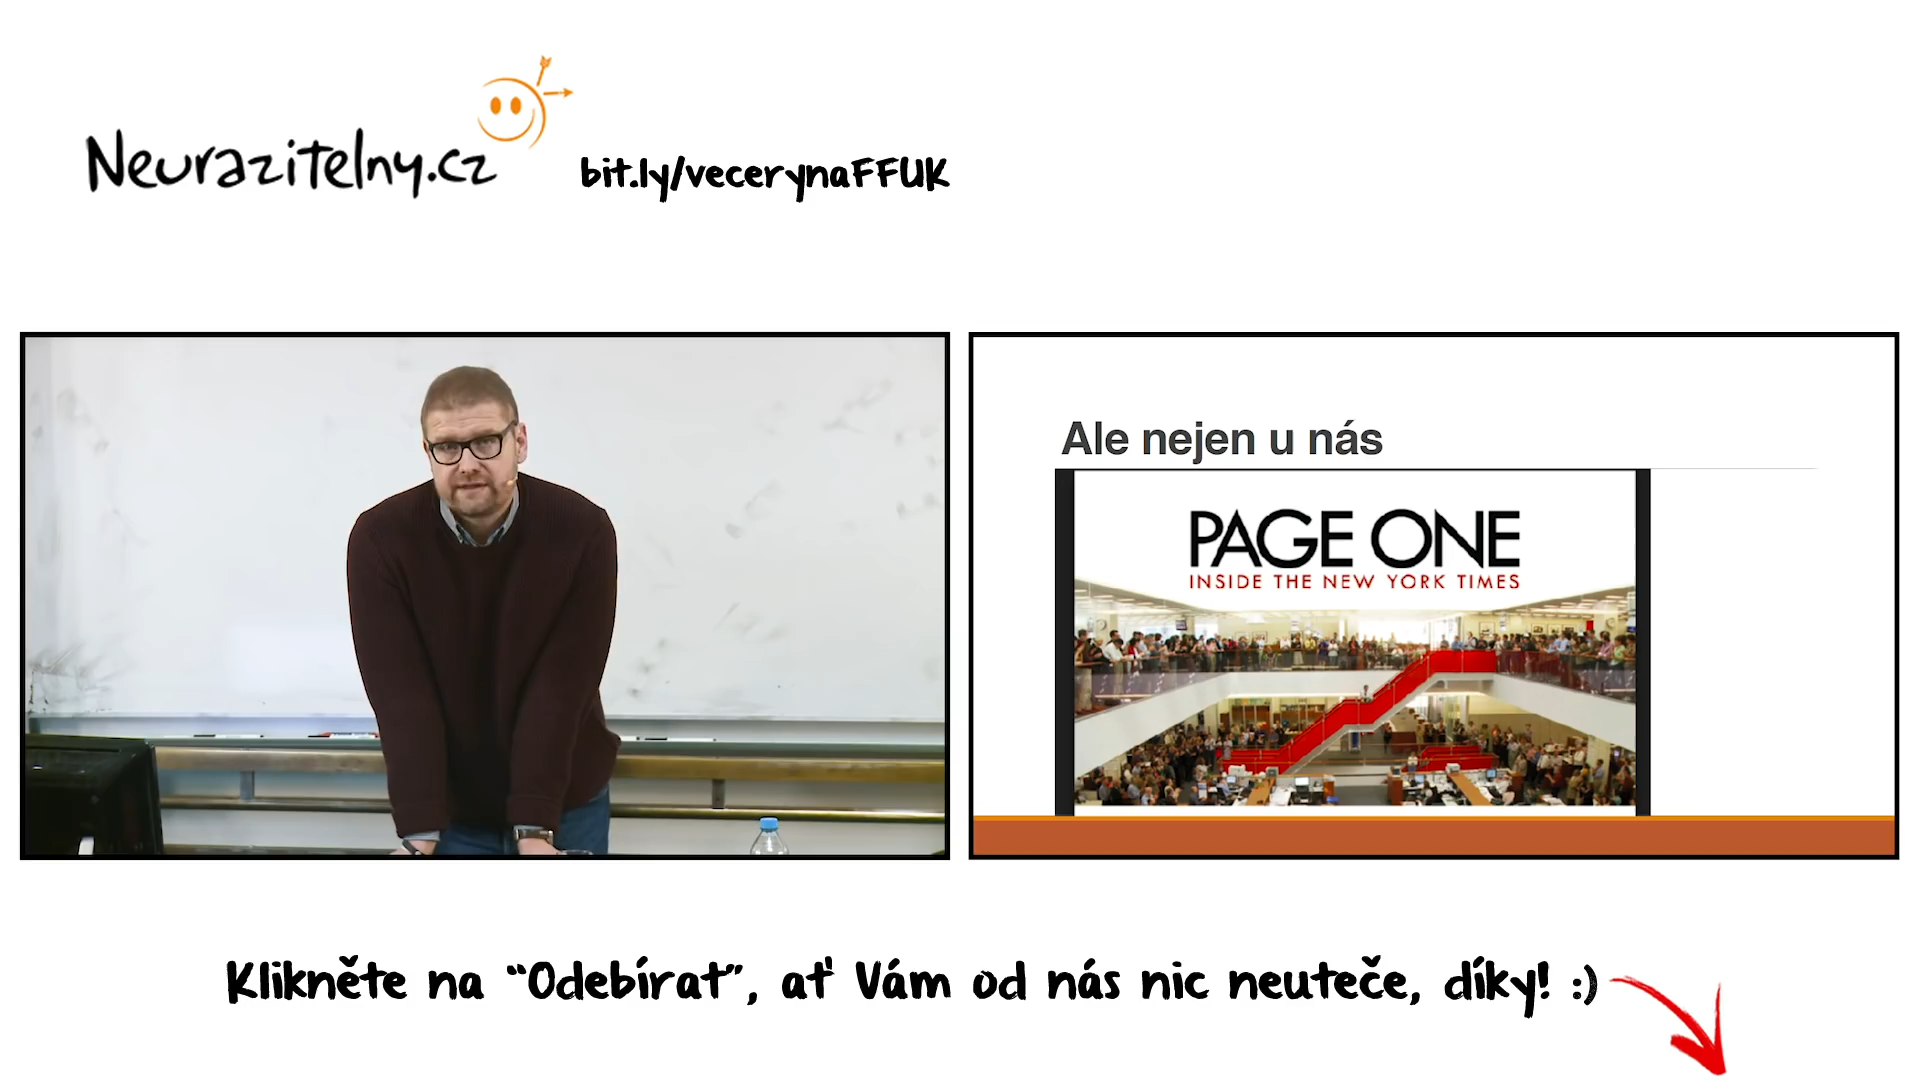 Neurazitelny.cz
bit.ly/vecerynaFFUK
Ale nejen u nás
PAGE ONE
INSIDE THE NEW YORK TIMES
Klikněte na “Odebírat”, ať Vám od nás nic neuteče, díky! :)